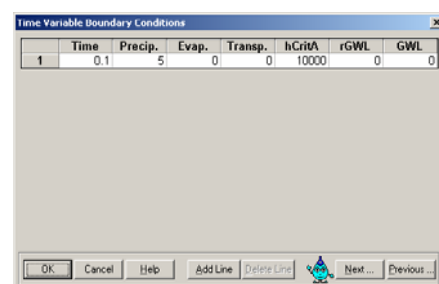 Time Variable Boundary Conditions
Time Precip. Evap. Transp. hCritA rGWL GWL
1 0.1 5 0 0 10000 0 0
OK Cancel Help Add Line Delete Line Next ... Previous ...